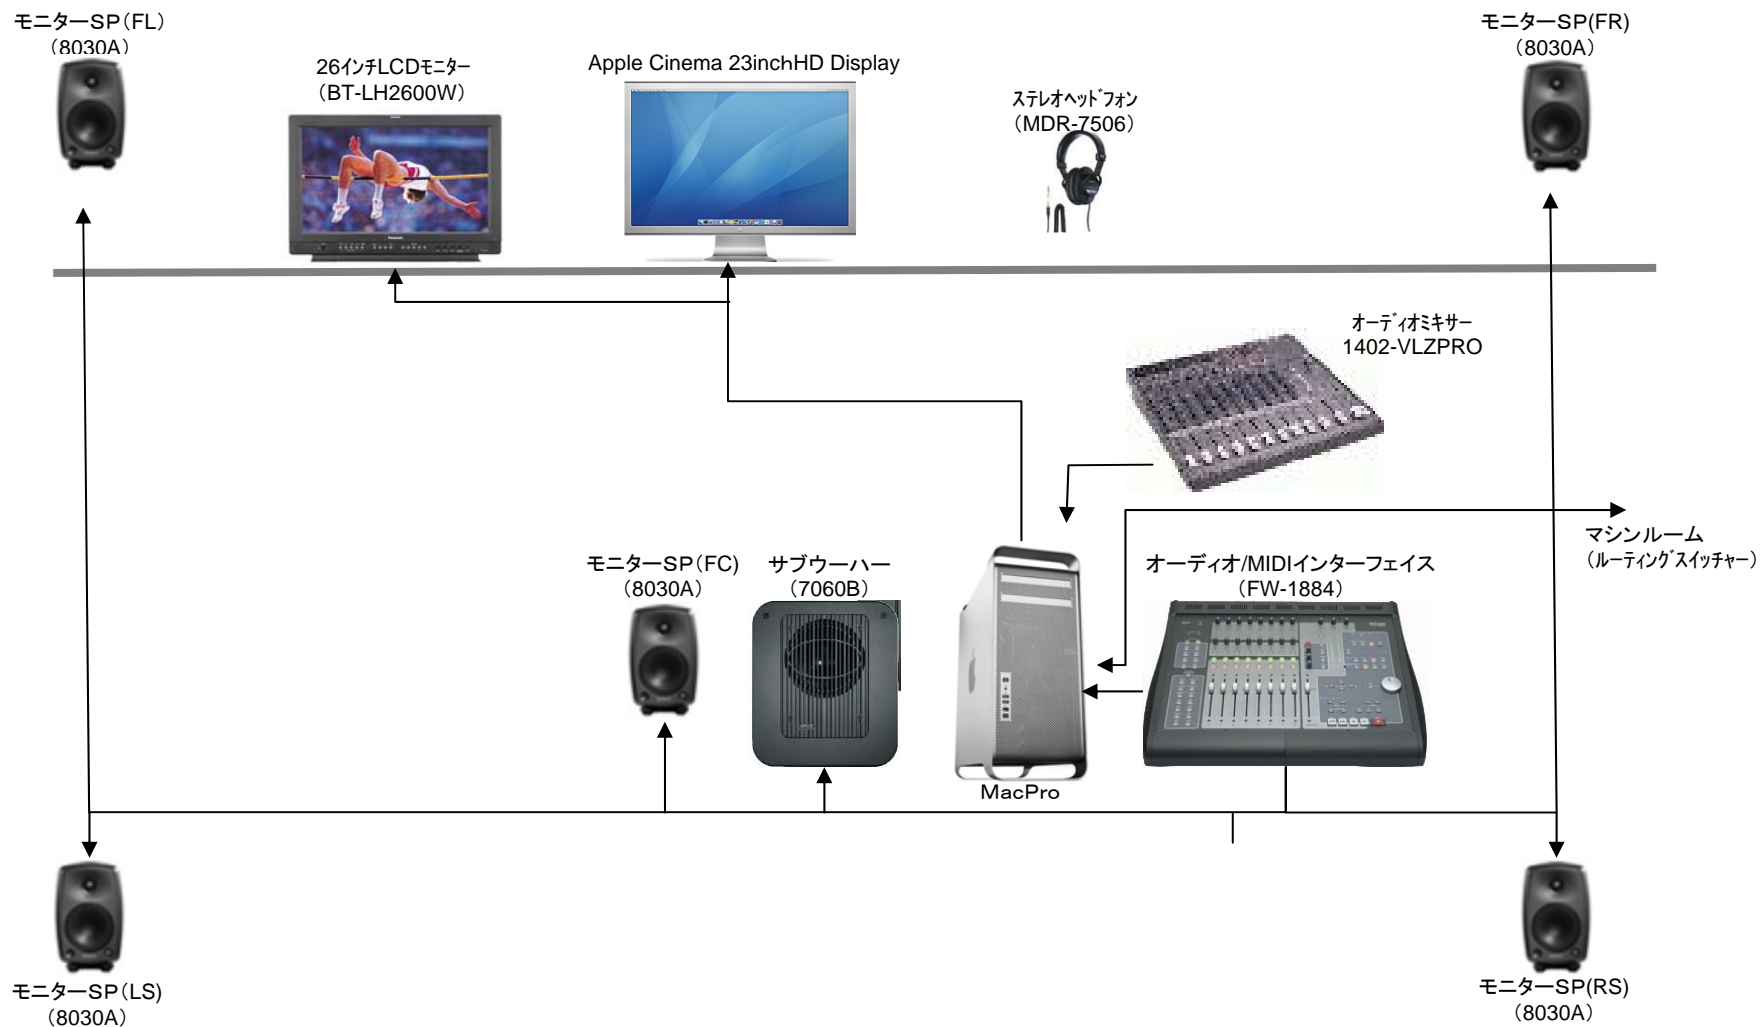 モニターSP（FL）
（8030A）
モニターSP(FR)
（8030A）
26ｲﾝﾁLCDﾓﾆﾀｰ
（BT-LH2600W）
Apple Cinema 23inchHD Display
ｽﾃﾚｵﾍｯﾄﾞﾌｫﾝ
（MDR-7506）
ｵｰﾃﾞｨｵﾐｷｻｰ
1402-VLZPRO
マシンルーム
（ﾙｰﾃｨﾝｸﾞｽｲｯﾁｬｰ）
モニターSP（FC)
（8030A）
サブウーハー
（7060B）
オーディオ/MIDIインターフェイス
（FW-1884）
MacPro
モニターSP（LS)
（8030A）
モニターSP(RS)
（8030A）